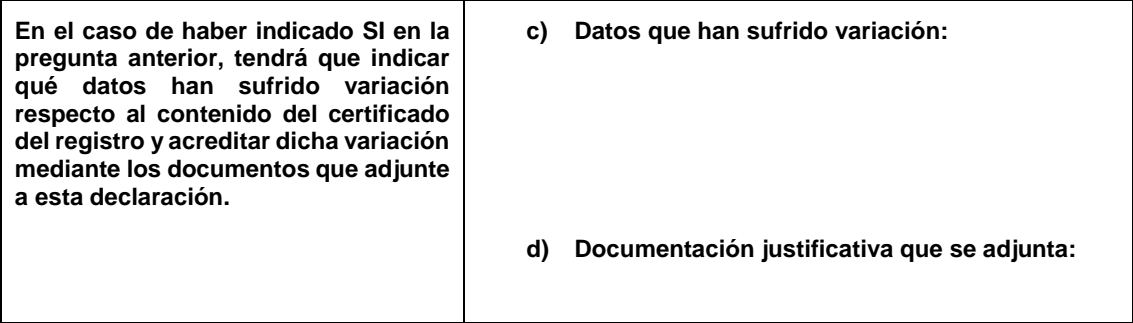 En el caso de haber indicado SI en la
pregunta anterior, tendrá que indicar
qué datos han sufrido variación
respecto al contenido del certificado
del registro y acreditar dicha variación
mediante los documentos que adjunte
a esta declaración.
c) Datos que han sufrido variación:
d) Documentación justificativa que se adjunta: